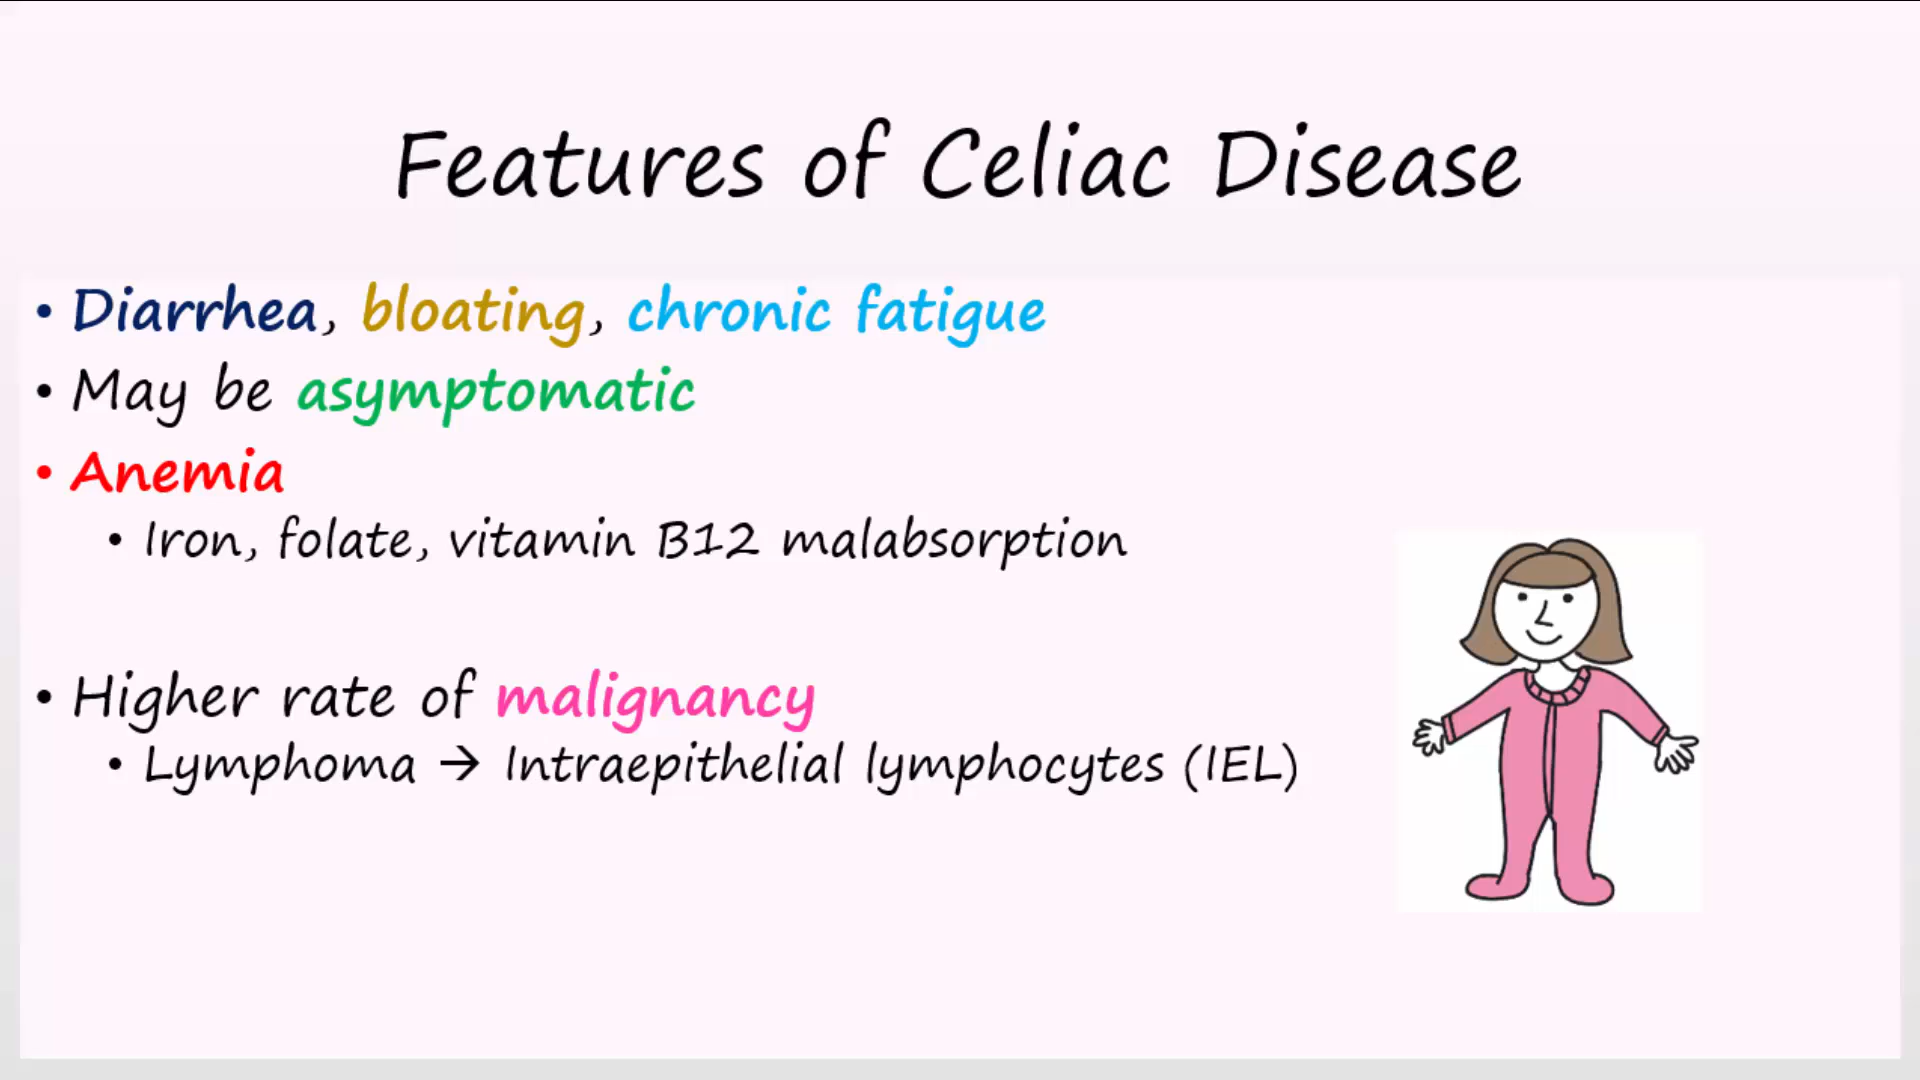 Features of Celiac Disease
• Diarrhea, bloating, chronic fatigue
• May be asymptomatic
• Anemia
• Iron, folate, vitamin B12 malabsorption
• Higher rate of malignancy
• Lymphoma → Intraepithelial lymphocytes (IEL)